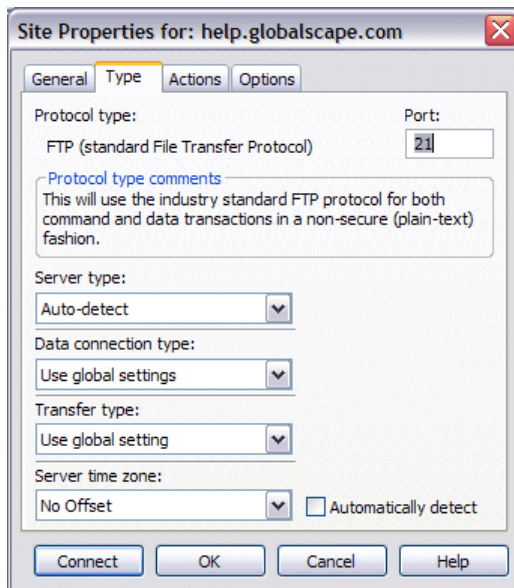 Site Properties for: help.globalscape.com
General Type Actions Options
Protocol type: Port:
FTP (standard File Transfer Protocol) 21
Protocol type comments
This will use the industry standard FTP protocol for both
command and data transactions in a non-secure (plain-text)
fashion.
Server type:
Auto-detect
Data connection type:
Use global settings
Transfer type:
Use global setting
Server time zone:
No Offset Automatically detect
Connect OK Cancel Help